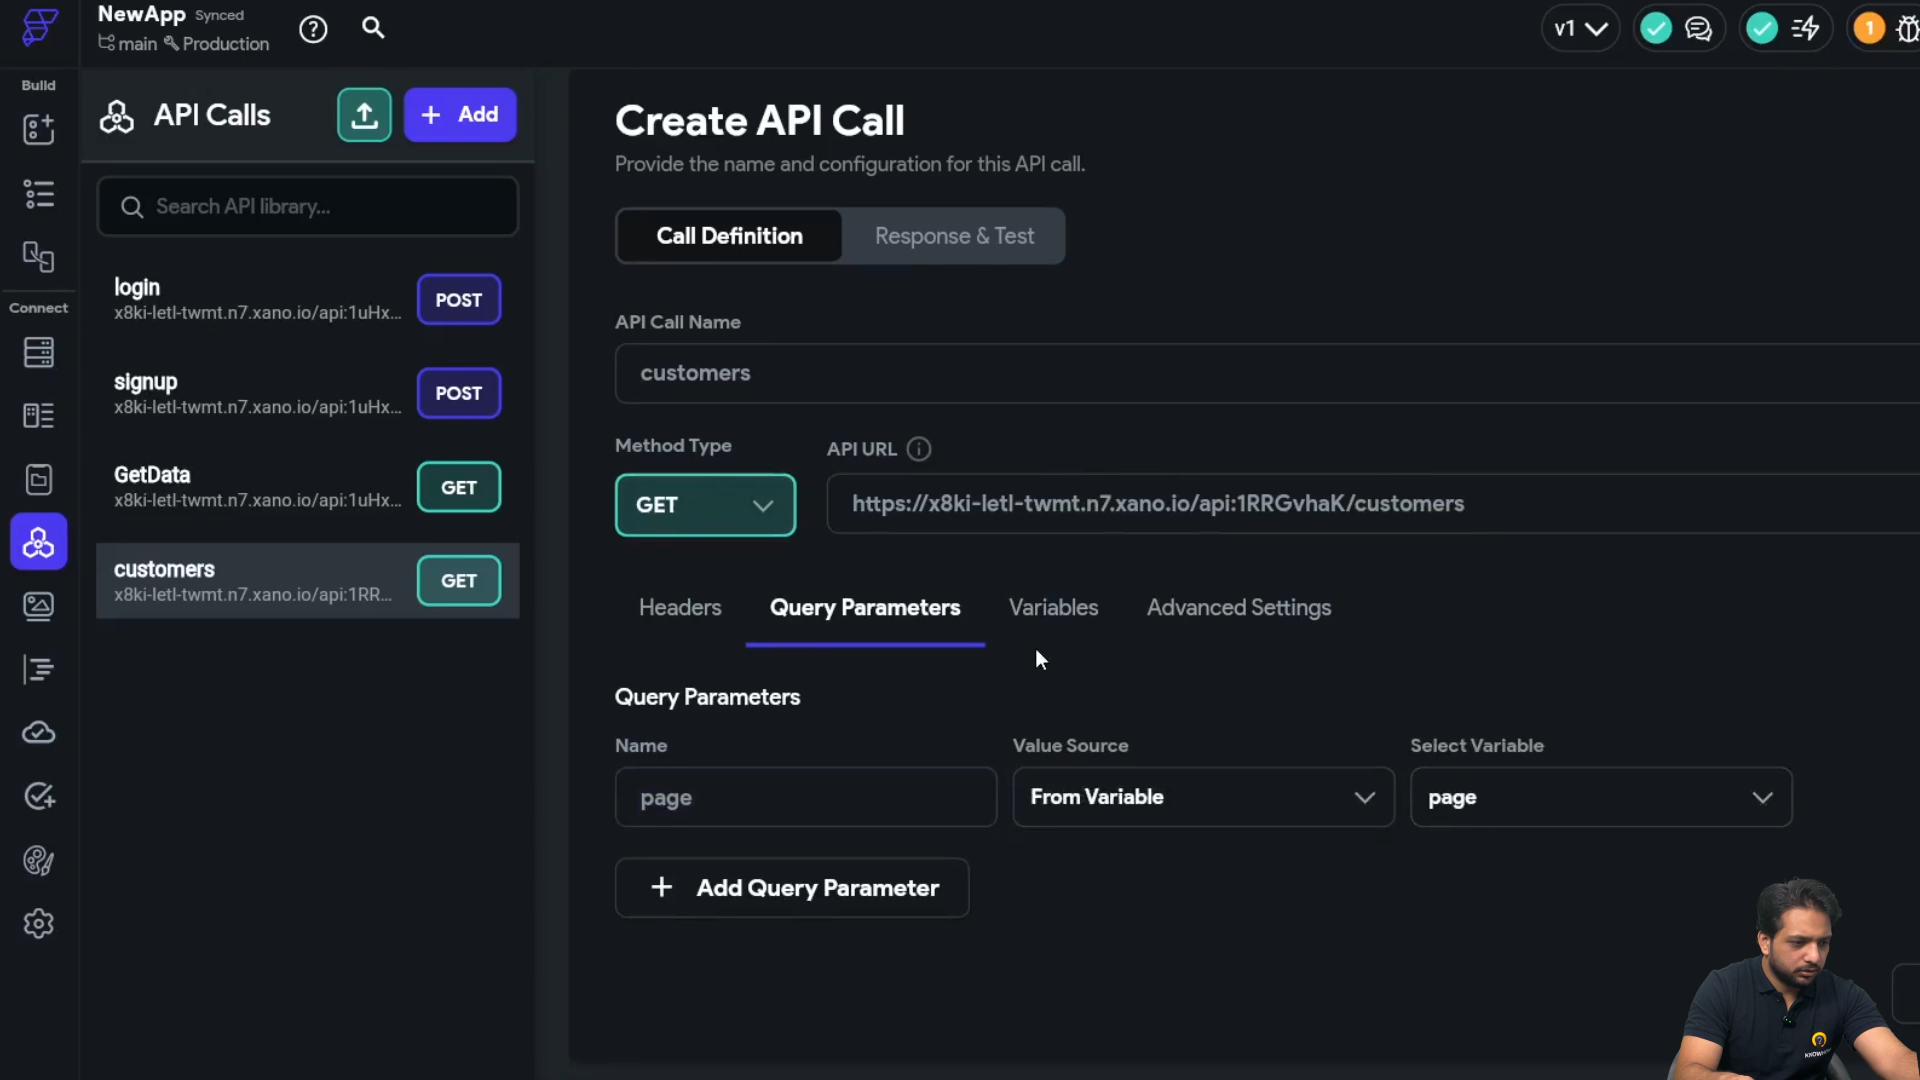 NewApp Synced
main Production
v1
1
Build
Connect
API Calls
+ Add
Search API library...
login
x8ki-letl-twmt.n7.xano.io/api:1uHx...
POST
signup
x8ki-letl-twmt.n7.xano.io/api:1uHx...
POST
GetData
x8ki-letl-twmt.n7.xano.io/api:1uHx...
GET
customers
x8ki-letl-twmt.n7.xano.io/api:1RR...
GET
Create API Call
Provide the name and configuration for this API call.
Call Definition Response & Test
API Call Name
customers
Method Type API URL
GET https://x8ki-letl-twmt.n7.xano.io/api:1RRGvhaK/customers
Headers Query Parameters Variables Advanced Settings
Query Parameters
Name Value Source Select Variable
page From Variable page
+ Add Query Parameter